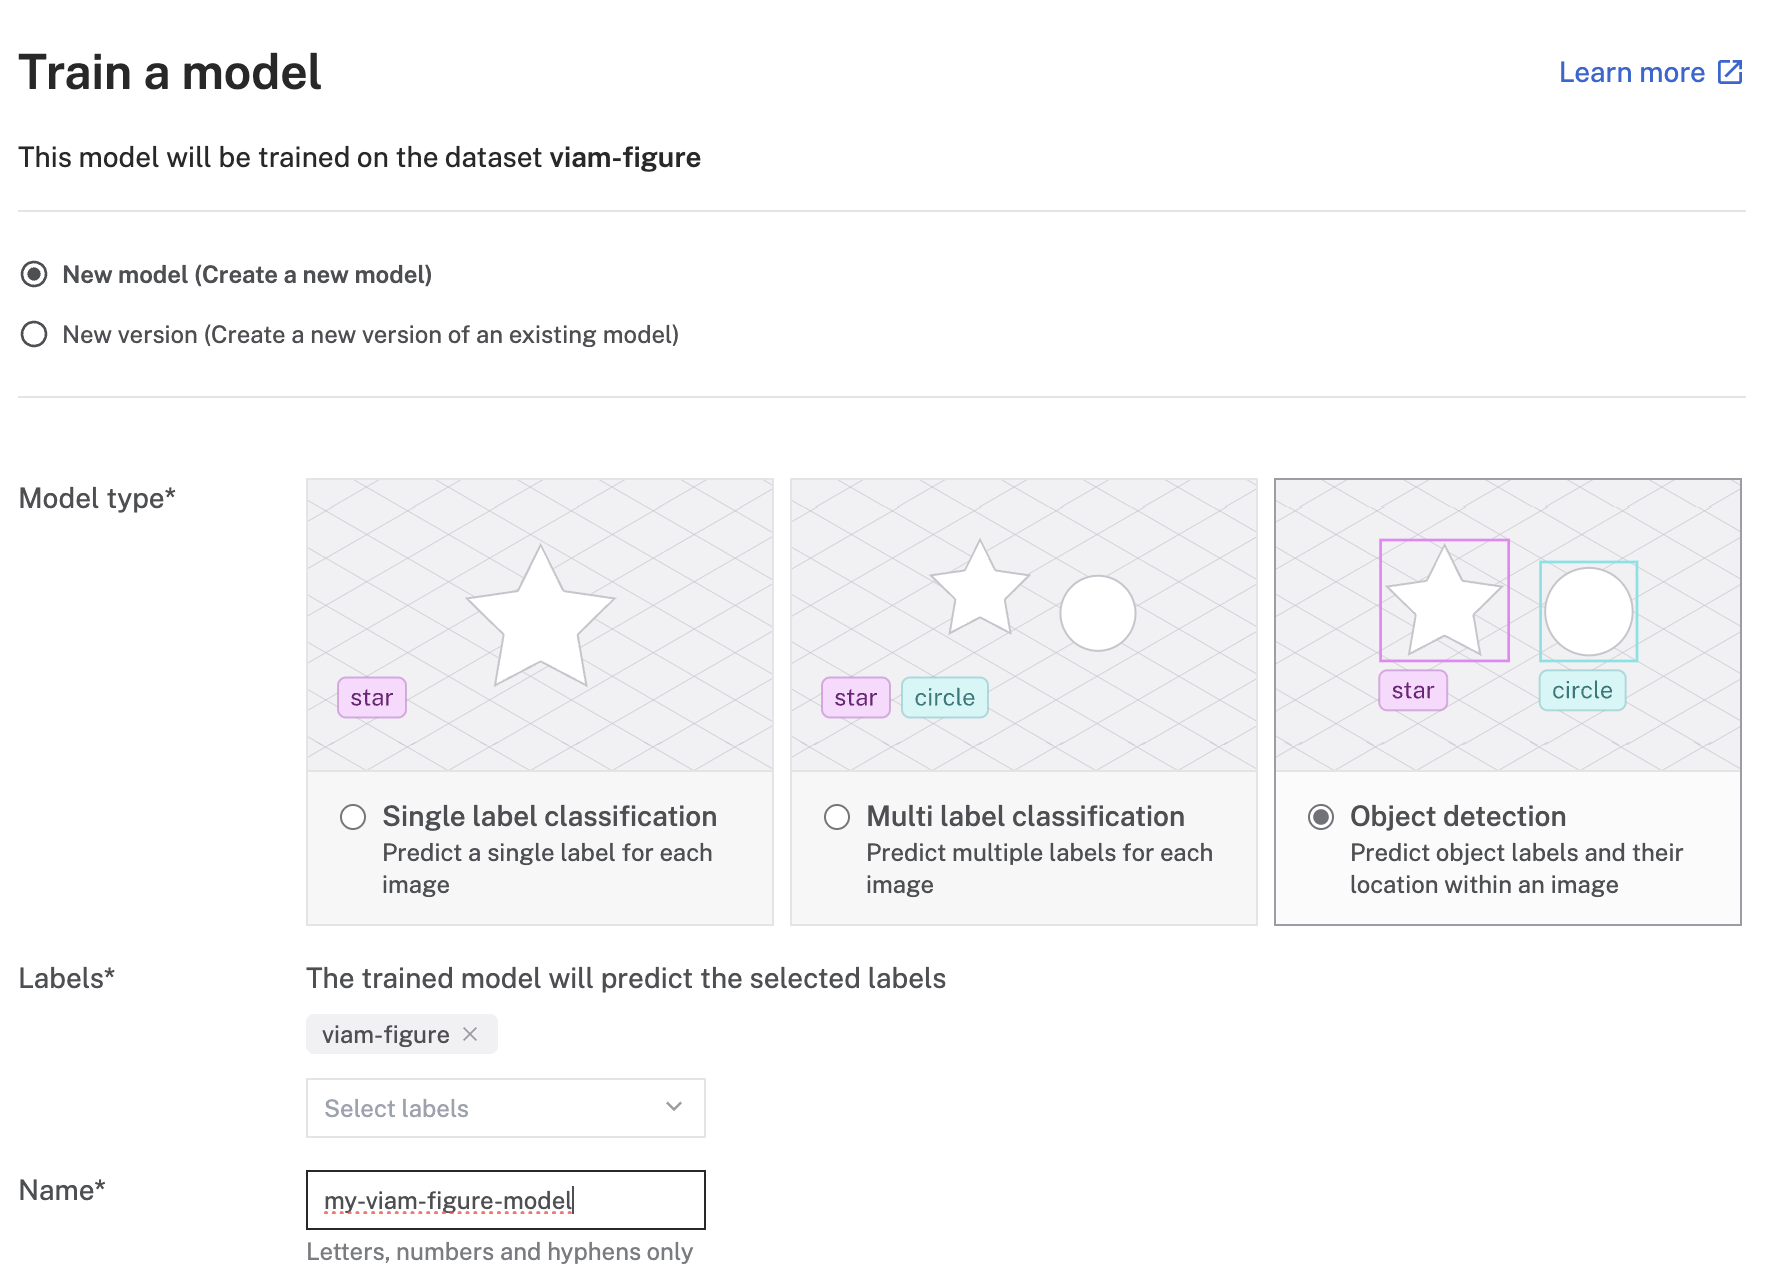 Train a model
Learn more
This model will be trained on the dataset viam-figure
New model (Create a new model)
New version (Create a new version of an existing model)
Model type*
star
star circle
star circle
Single label classification
Predict a single label for each
image
Multi label classification
Predict multiple labels for each
image
Object detection
Predict object labels and their
location within an image
Labels*
The trained model will predict the selected labels
viam-figure
Select labels
Name*
my-viam-figure-model
Letters, numbers and hyphens only